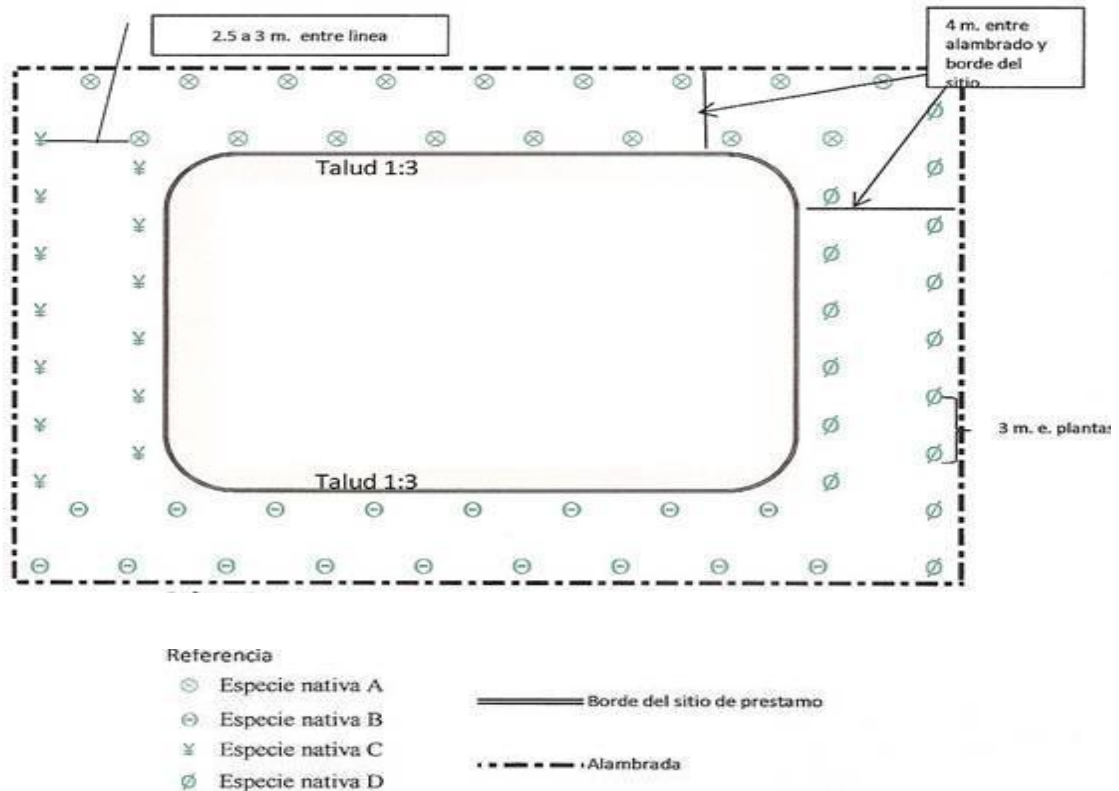 2.5 a 3 m. entre linea
4 m. entre
alambrado y
borde del
sitio
Talud 1:3
3 m. e. plantas
Talud 1:3
Referencia
Especie nativa A
Especie nativa B
Especie nativa C
Especie nativa D
Borde del sitio de prestamo
Alambrada